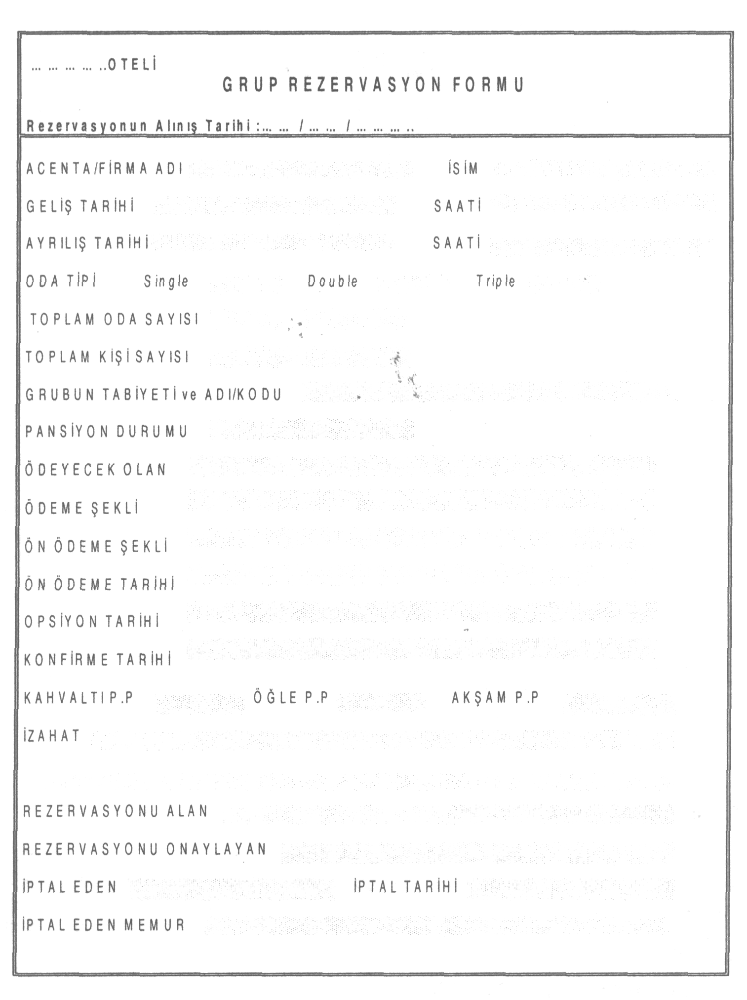 ... ... ... ... ..OTELİ
GRUP REZERVASYON FORMU
Rezervasyonun Alınış Tarihi :... ... / ... ... / ... ... ... ..
ACENTA/FİRMA ADI İSİM
GELİŞ TARİHİ SAATİ
AYRILIŞ TARİHİ SAATİ
ODA TİPİ Single Double Triple
TOPLAM ODA SAYISI
TOPLAM KİŞİ SAYISI
GRUBUN TABİYETİ ve ADI/KODU
PANSİYON DURUMU
ÖDEYECEK OLAN
ÖDEME ŞEKLİ
ÖN ÖDEME ŞEKLİ
ÖN ÖDEME TARİHİ
OPSİYON TARİHİ
KONFİRME TARİHİ
KAHVALTI P.P ÖĞLE P.P AKŞAM P.P
İZAHAT
REZERVASYONU ALAN
REZERVASYONU ONAYLAYAN
İPTAL EDEN İPTAL TARİHİ
İPTAL EDEN MEMUR